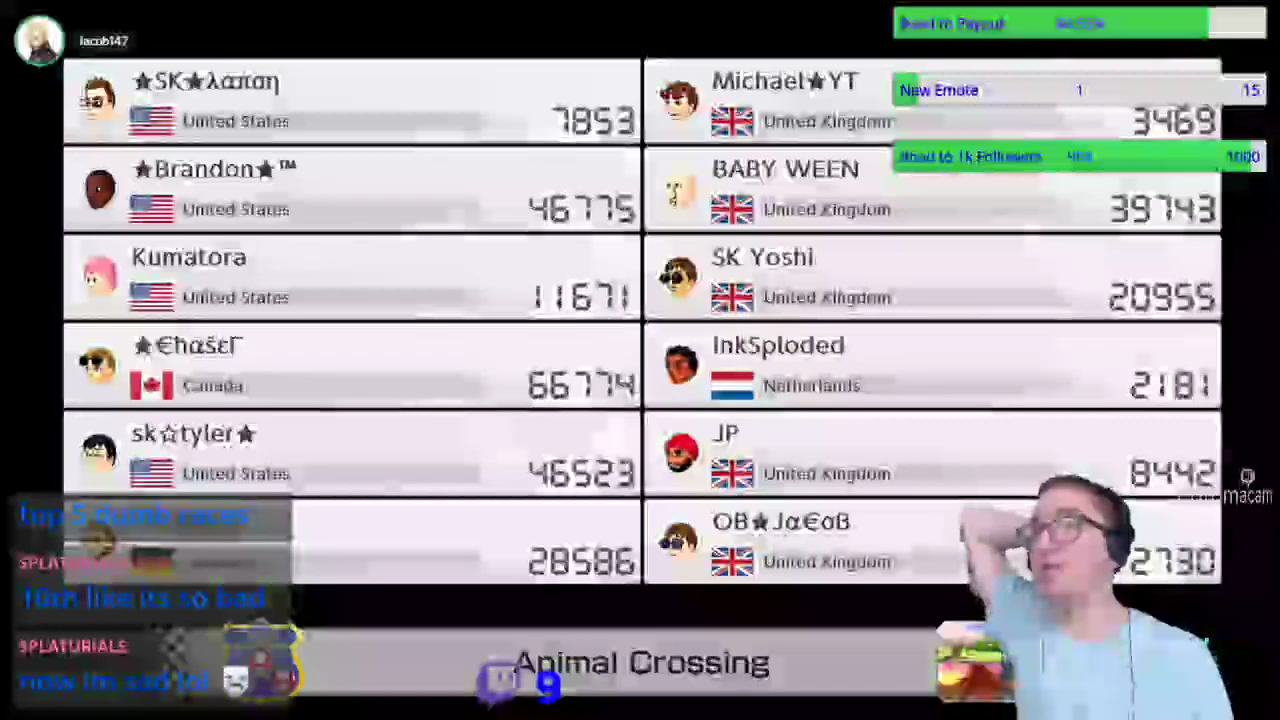 iacob147
★SK★λαπαη
United States
7853
★Brandon★™
United States
46775
Kumatora
United States
11671
Canada
66774
sk☆tyler★
United States
46523
28586
Michael★YT
United Kingdom
3469
BABY WEEN
United Kingdom
39743
SK Yoshi
United Kingdom
20955
InkSploded
Netherlands
2181
JP
United Kingdom
8442
OB★Jα€αB
United Kingdom
2730
Road to Payout
New Emote 1 15
Road to 1k Followers 1000
top 5 dumb races
SPLATURIALS
10th like its so bad
SPLATURIALS
now im sad lol
Animal Crossing
9